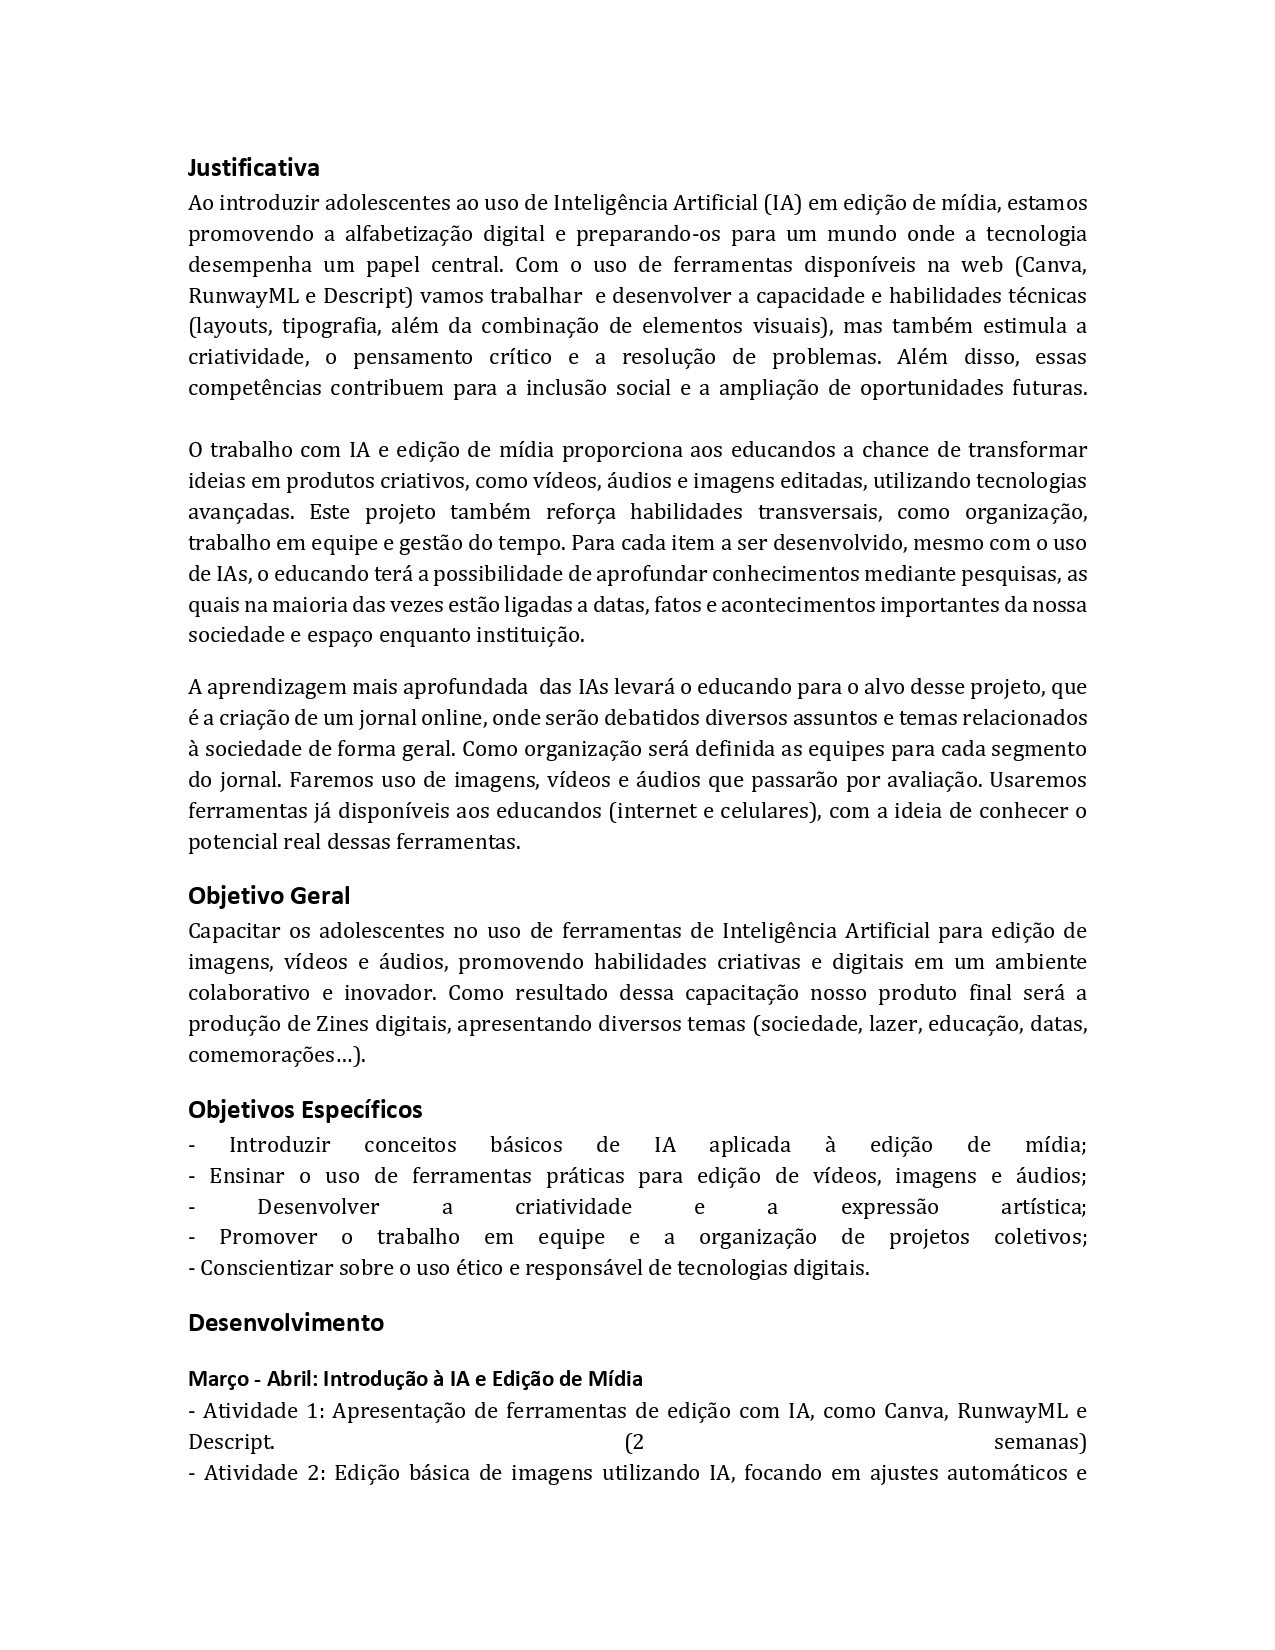 Justificativa
Ao introduzir adolescentes ao uso de Inteligência Artificial (IA) em edição de mídia, estamos
promovendo a alfabetização digital e preparando-os para um mundo onde a tecnologia
desempenha um papel central. Com o uso de ferramentas disponíveis na web (Canva,
RunwayML e Descript) vamos trabalhar  e desenvolver a capacidade e habilidades técnicas
(layouts, tipografia, além da combinação de elementos visuais), mas também estimula a
criatividade, o pensamento crítico e a resolução de problemas. Além disso, essas
competências contribuem para a inclusão social e a ampliação de oportunidades futuras.
O trabalho com IA e edição de mídia proporciona aos educandos a chance de transformar
ideias em produtos criativos, como vídeos, áudios e imagens editadas, utilizando tecnologias
avançadas. Este projeto também reforça habilidades transversais, como organização,
trabalho em equipe e gestão do tempo. Para cada item a ser desenvolvido, mesmo com o uso
de IAs, o educando terá a possibilidade de aprofundar conhecimentos mediante pesquisas, as
quais na maioria das vezes estão ligadas a datas, fatos e acontecimentos importantes da nossa
sociedade e espaço enquanto instituição.
A aprendizagem mais aprofundada  das IAs levará o educando para o alvo desse projeto, que
é a criação de um jornal online, onde serão debatidos diversos assuntos e temas relacionados
à sociedade de forma geral. Como organização será definida as equipes para cada segmento
do jornal. Faremos uso de imagens, vídeos e áudios que passarão por avaliação. Usaremos
ferramentas já disponíveis aos educandos (internet e celulares), com a ideia de conhecer o
potencial real dessas ferramentas.
Objetivo Geral
Capacitar os adolescentes no uso de ferramentas de Inteligência Artificial para edição de
imagens, vídeos e áudios, promovendo habilidades criativas e digitais em um ambiente
colaborativo e inovador. Como resultado dessa capacitação nosso produto final será a
produção de Zines digitais, apresentando diversos temas (sociedade, lazer, educação, datas,
comemorações...).
Objetivos Específicos
- Introduzir conceitos básicos de IA aplicada à edição de mídia;
- Ensinar o uso de ferramentas práticas para edição de vídeos, imagens e áudios;
- Desenvolver a criatividade e a expressão artística;
- Promover o trabalho em equipe e a organização de projetos coletivos;
- Conscientizar sobre o uso ético e responsável de tecnologias digitais.
Desenvolvimento
Março - Abril: Introdução à IA e Edição de Mídia
- Atividade 1: Apresentação de ferramentas de edição com IA, como Canva, RunwayML e
Descript. (2 semanas)
- Atividade 2: Edição básica de imagens utilizando IA, focando em ajustes automáticos e